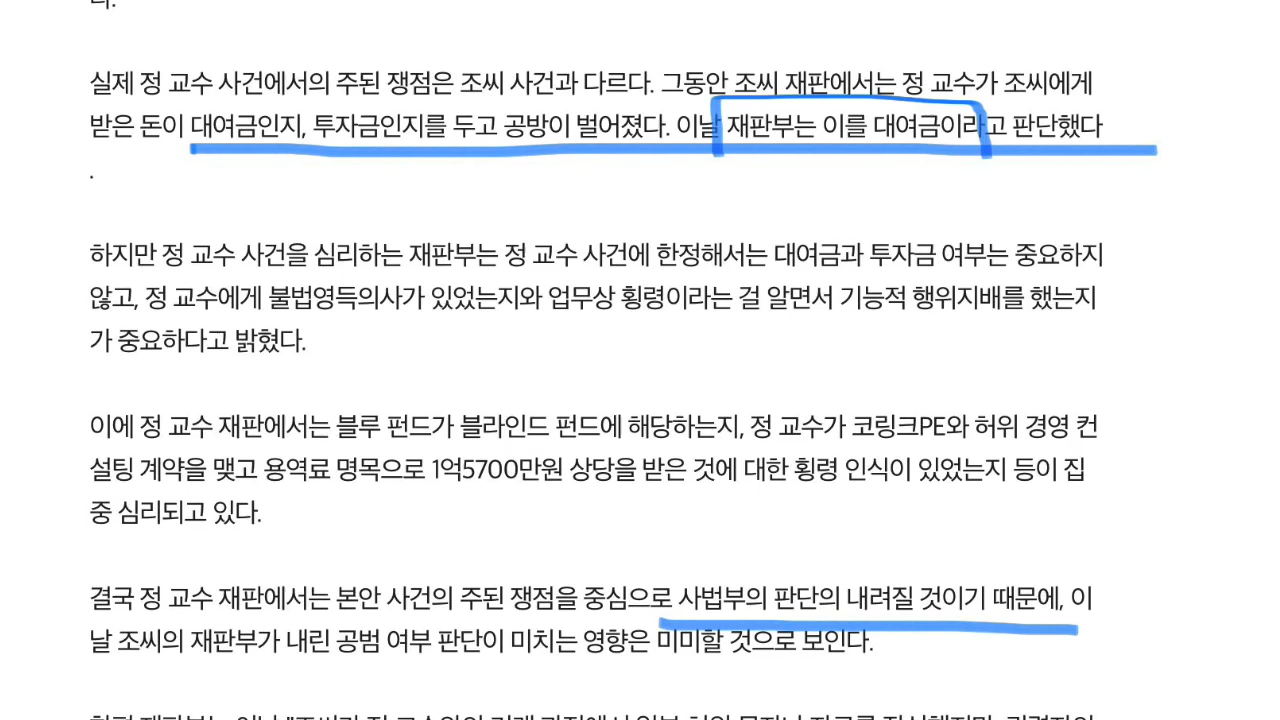 다.
실제 정 교수 사건에서의 주된 쟁점은 조씨 사건과 다르다. 그동안 조씨 재판에서는 정 교수가 조씨에게
받은 돈이 대여금인지, 투자금인지를 두고 공방이 벌어졌다. 이날 재판부는 이를 대여금이라고 판단했다
.
하지만 정 교수 사건을 심리하는 재판부는 정 교수 사건에 한정해서는 대여금과 투자금 여부는 중요하지
않고, 정 교수에게 불법영득의사가 있었는지와 업무상 횡령이라는 걸 알면서 기능적 행위지배를 했는지
가 중요하다고 밝혔다.
이에 정 교수 재판에서는 블루 펀드가 블라인드 펀드에 해당하는지, 정 교수가 코링크PE와 허위 경영 컨
설팅 계약을 맺고 용역료 명목으로 1억5700만원 상당을 받은 것에 대한 횡령 인식이 있었는지 등이 집
중 심리되고 있다.
결국 정 교수 재판에서는 본안 사건의 주된 쟁점을 중심으로 사법부의 판단의 내려질 것이기 때문에, 이
날 조씨의 재판부가 내린 공범 여부 판단이 미치는 영향은 미미할 것으로 보인다.